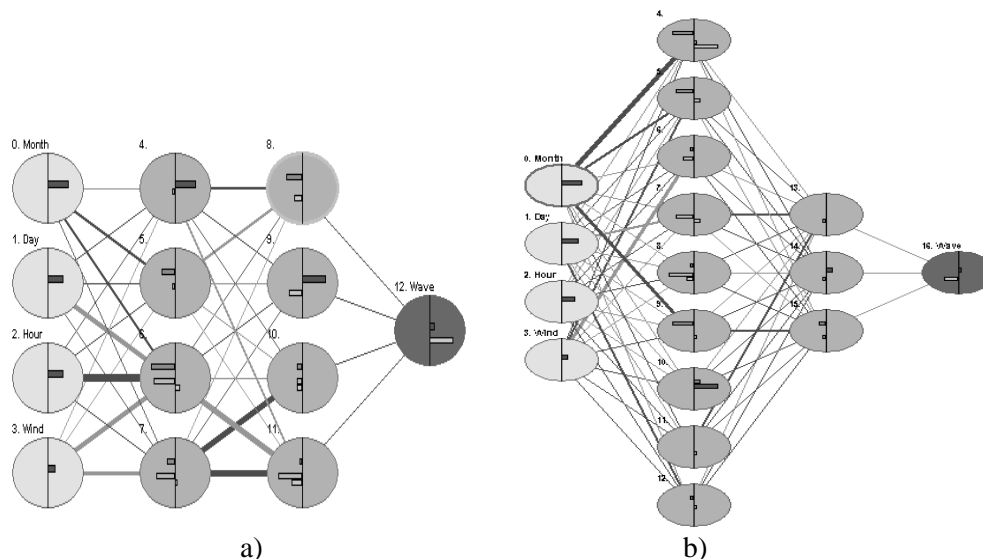 0. Month
4.
8.
1. Day
5.
9.
12. Wave
2. Hour
6.
10.
3. Wind
7.
11.
a)
4.
5.
6.
0. Month
7.
13.
1. Day
8.
14.
16. Wave
2. Hour
9.
15.
3. Wind
10.
11.
12.
b)